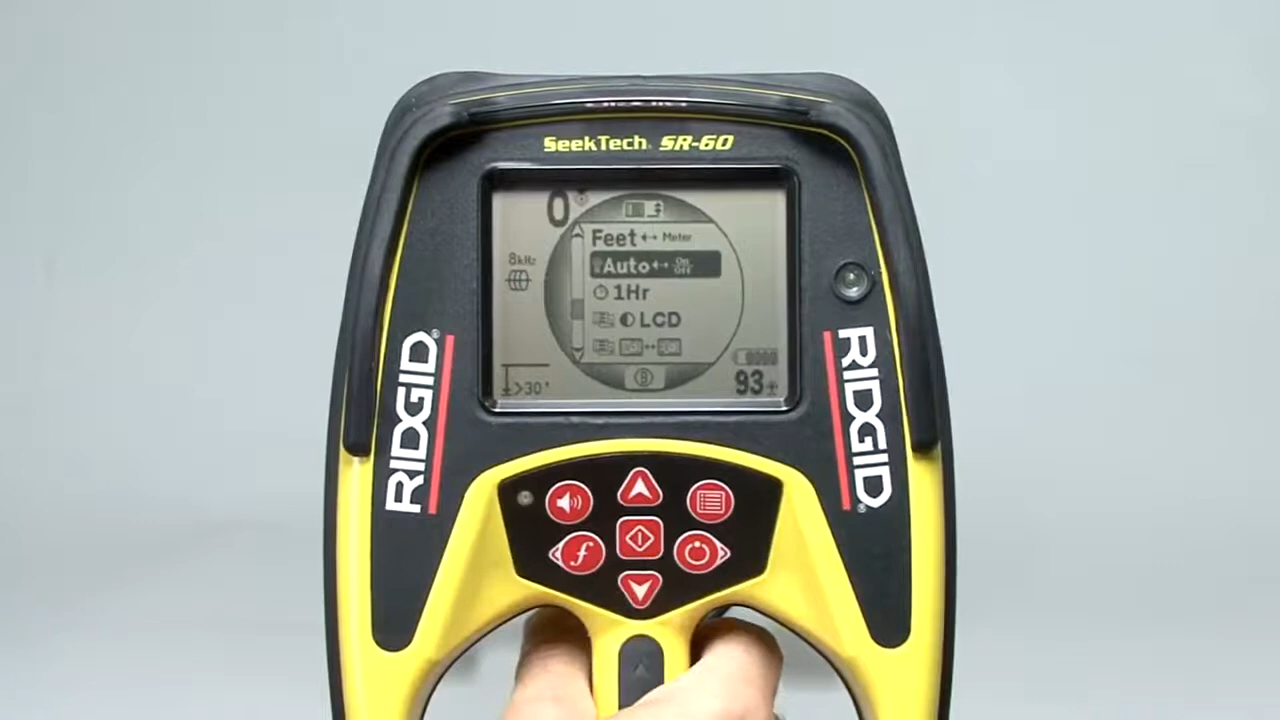 SeekTech SR-60
0°
Feet ↔ Meter
Auto ↔ On Off
1Hr
LCD
8kHz
>30'
B
93
RIDGID®
RIDGID®
f